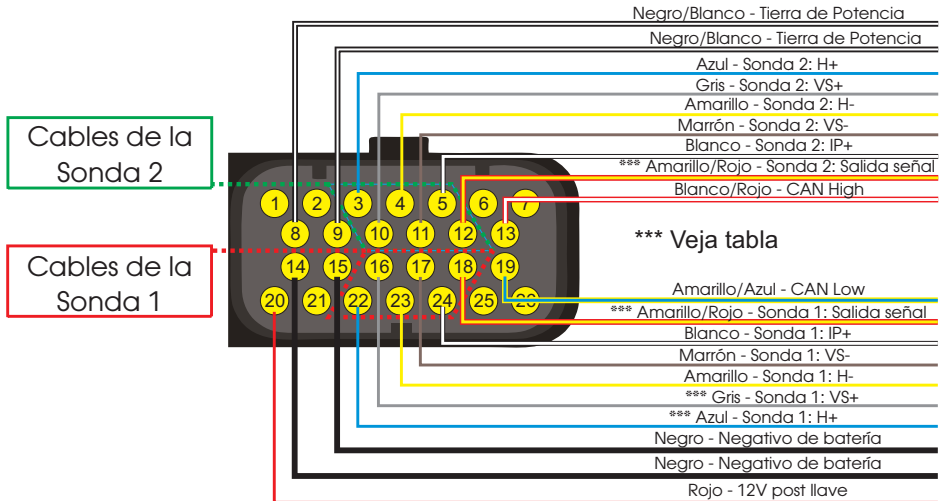 Negro/Blanco - Tierra de Potencia
Negro/Blanco - Tierra de Potencia
Azul - Sonda 2: H+
Gris - Sonda 2: VS+
Amarillo - Sonda 2: H-
Marrón - Sonda 2: VS-
Blanco - Sonda 2: IP+
*** Amarillo/Rojo - Sonda 2: Salida señal
Blanco/Rojo - CAN High
Cables de la
Sonda 2
1 2 3 4 5 6 7
8 9 10 11 12 13
*** Veja tabla
Cables de la
Sonda 1
14 15 16 17 18 19
20 21 22 23 24 25 26
Amarillo/Azul - CAN Low
*** Amarillo/Rojo - Sonda 1: Salida señal
Blanco - Sonda 1: IP+
Marrón - Sonda 1: VS-
Amarillo - Sonda 1: H-
*** Gris - Sonda 1: VS+
*** Azul - Sonda 1: H+
Negro - Negativo de batería
Negro - Negativo de batería
Rojo - 12V post llave